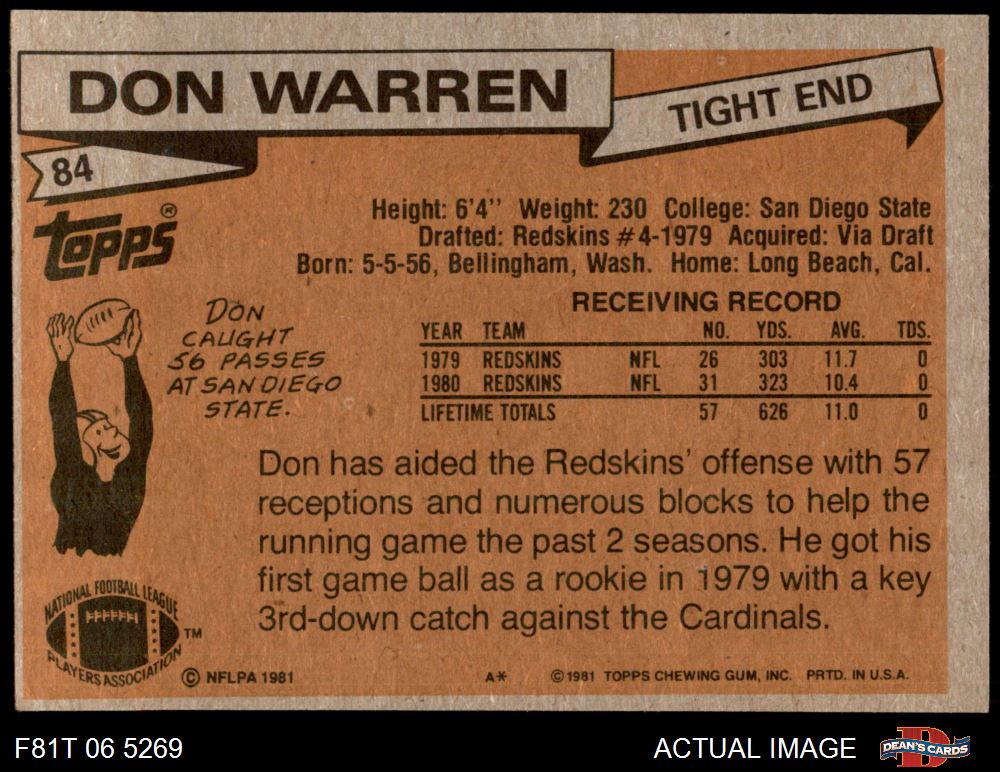 DON WARREN
TIGHT END
84
Topps®
Height: 6'4'' Weight: 230 College: San Diego State
Drafted: Redskins #4-1979 Acquired: Via Draft
Born: 5-5-56, Bellingham, Wash. Home: Long Beach, Cal.
DON
CAUGHT
56 PASSES
AT SAN DIEGO
STATE.
RECEIVING RECORD
YEAR TEAM NO. YDS. AVG. TDS.
1979 REDSKINS NFL 26 303 11.7 0
1980 REDSKINS NFL 31 323 10.4 0
LIFETIME TOTALS 57 626 11.0 0
Don has aided the Redskins' offense with 57
receptions and numerous blocks to help the
running game the past 2 seasons. He got his
first game ball as a rookie in 1979 with a key
3rd-down catch against the Cardinals.
NATIONAL FOOTBALL LEAGUE
PLAYERS ASSOCIATION
TM
© NFLPA 1981
A* © 1981 TOPPS CHEWING GUM, INC. PRTD. IN U.S.A.
F81T 06 5269
ACTUAL IMAGE
D
DEAN'S CARDS